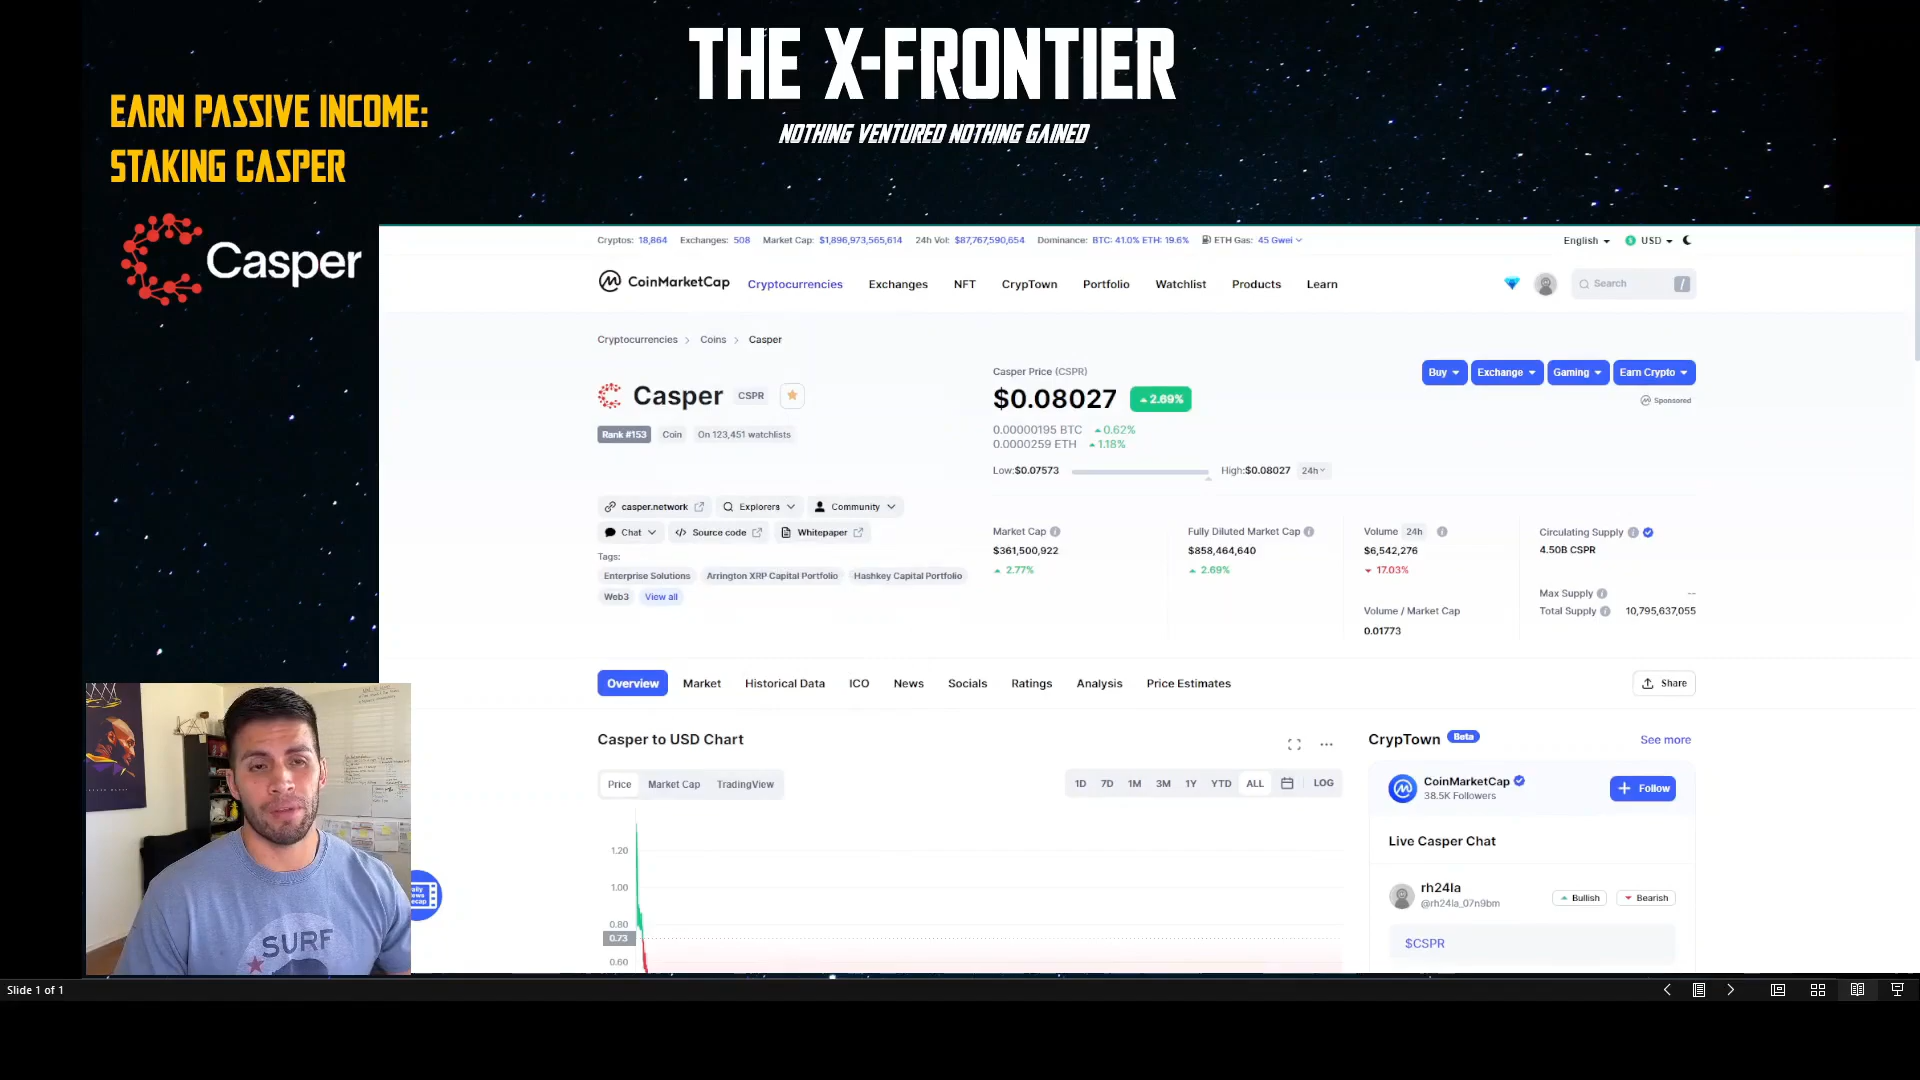 THE X-FRONTIER
NOTHING VENTURED NOTHING GAINED
EARN PASSIVE INCOME:
STAKING CASPER
Casper
Cryptos: 18,864 Exchanges: 508 Market Cap: $1,896,973,565,614 24h Vol: $87,767,590,654 Dominance: BTC: 41.0% ETH: 19.6% ETH Gas: 45 Gwei
English USD
CoinMarketCap Cryptocurrencies Exchanges NFT CrypTown Portfolio Watchlist Products Learn
Search /
Cryptocurrencies > Coins > Casper
Casper CSPR
Rank #153 Coin On 123,451 watchlists
casper.network Explorers Community
Chat Source code Whitepaper
Tags:
Enterprise Solutions Arrington XRP Capital Portfolio Hashkey Capital Portfolio
Web3 View all
Casper Price (CSPR)
$0.08027 2.69%
0.00000195 BTC 0.62%
0.0000259 ETH 1.18%
Low:$0.07573 High:$0.08027 24h
Buy Exchange Gaming Earn Crypto
Sponsored
Market Cap
$361,500,922
2.77%
Fully Diluted Market Cap
$858,464,640
2.69%
Volume 24h
$6,542,276
17.03%
Volume / Market Cap
0.01773
Circulating Supply
4.50B CSPR
Max Supply --
Total Supply 10,795,637,055
Overview Market Historical Data ICO News Socials Ratings Analysis Price Estimates
Share
Casper to USD Chart
Price Market Cap TradingView
1D 7D 1M 3M 1Y YTD ALL LOG
1.20
1.00
0.80
0.73
0.60
CrypTown Beta See more
CoinMarketCap
38.5K Followers
+ Follow
Live Casper Chat
rh24la
@rh24la_07n9bm
Bullish Bearish
$CSPR
SURF
Slide 1 of 1